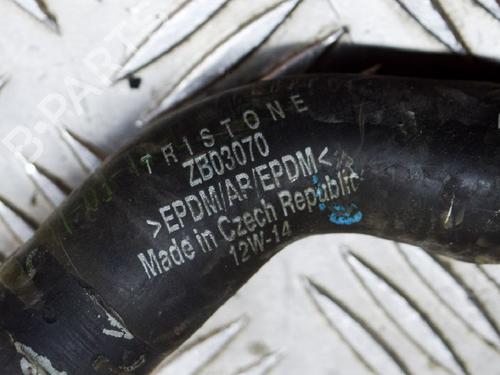 TRISTONE
ZB03070
>EPDM/AR/EPDM<
Made in Czech Republic
12W-14
B-PARTS